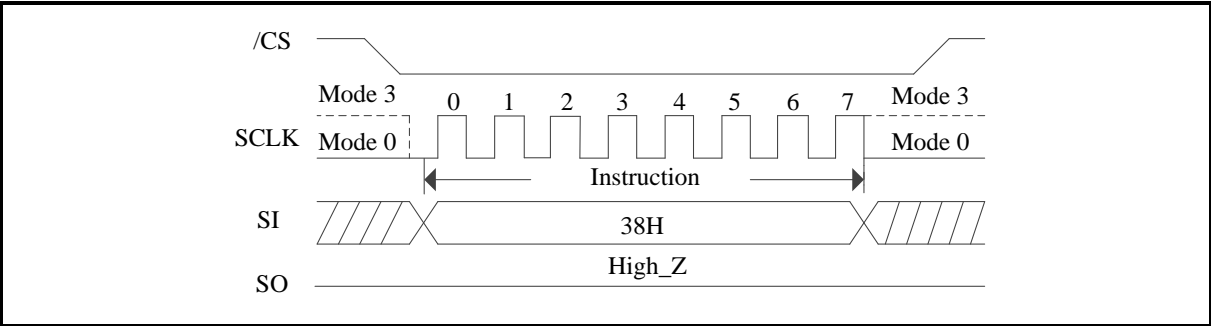 /CS
Mode 3 0 1 2 3 4 5 6 7 Mode 3
SCLK Mode 0 Mode 0
Instruction
SI 38H
High_Z
SO